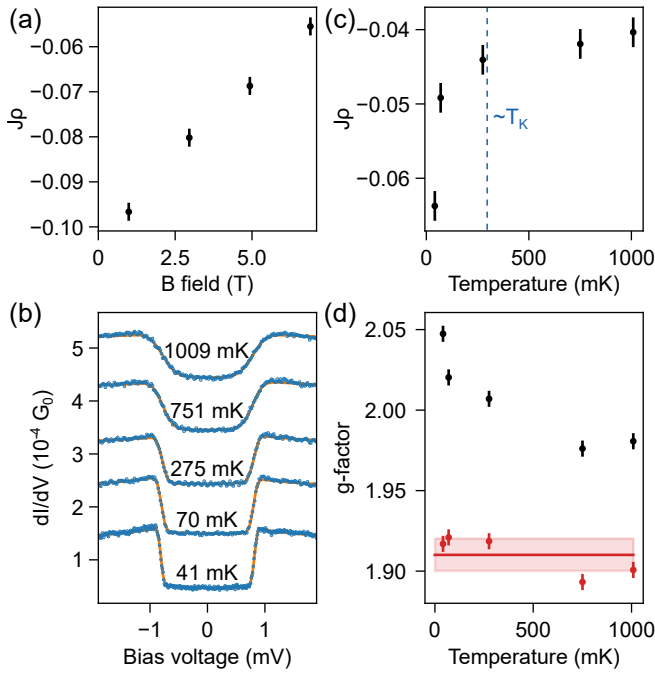 (a)
Jρ
−0.06
−0.07
−0.08
−0.09
−0.10
0
2.5
5.0
B field (T)
(c)
Jρ
−0.04
−0.05
−0.06
~T_K
0
500
1000
Temperature (mK)
(b)
dI/dV (10⁻⁴ G₀)
5
4
3
2
1
1009 mK
751 mK
275 mK
70 mK
41 mK
−1
0
1
Bias voltage (mV)
(d)
g-factor
2.05
2.00
1.95
1.90
0
500
1000
Temperature (mK)